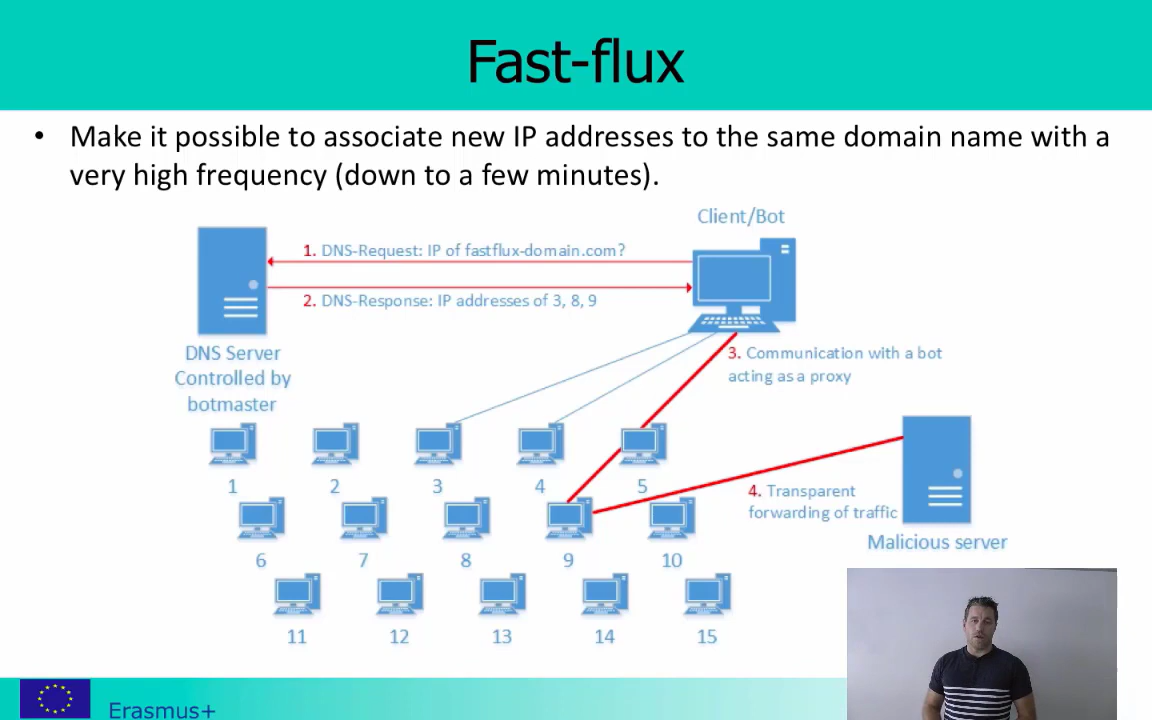 Fast-flux
• Make it possible to associate new IP addresses to the same domain name with a
very high frequency (down to a few minutes).
Client/Bot
1. DNS-Request: IP of fastflux-domain.com?
2. DNS-Response: IP addresses of 3, 8, 9
DNS Server
Controlled by
botmaster
3. Communication with a bot
acting as a proxy
1 2 3 4 5
4. Transparent
forwarding of traffic
Malicious server
6 7 8 9 10
11 12 13 14 15
Erasmus+